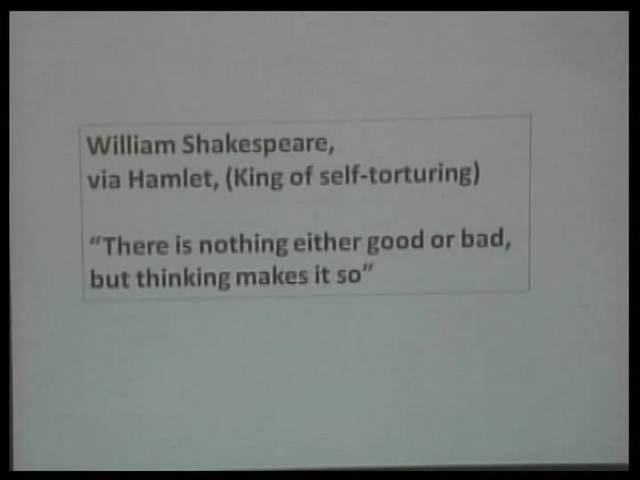 William Shakespeare,
via Hamlet, (King of self-torturing)
“There is nothing either good or bad,
but thinking makes it so”